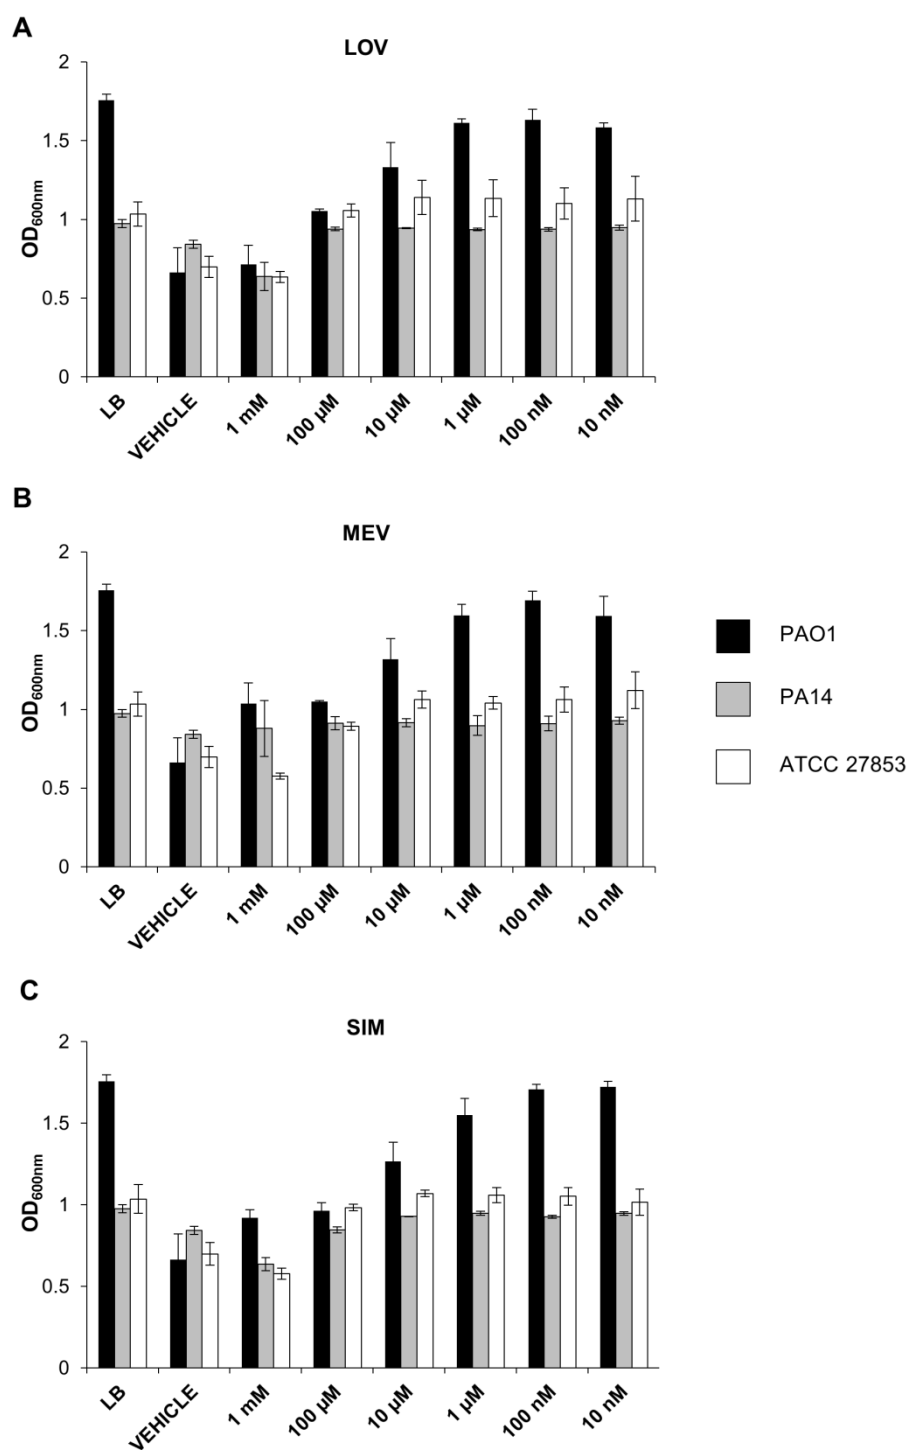 A
LOV
2
1.5
1
0.5
0
OD600nm
LB
VEHICLE
1 mM
100 µM
10 µM
1 µM
100 nM
10 nM
B
MEV
2
1.5
1
0.5
0
OD600nm
LB
VEHICLE
1 mM
100 µM
10 µM
1 µM
100 nM
10 nM
PAO1
PA14
ATCC 27853
C
SIM
2
1.5
1
0.5
0
OD600nm
LB
VEHICLE
1 mM
100 µM
10 µM
1 µM
100 nM
10 nM